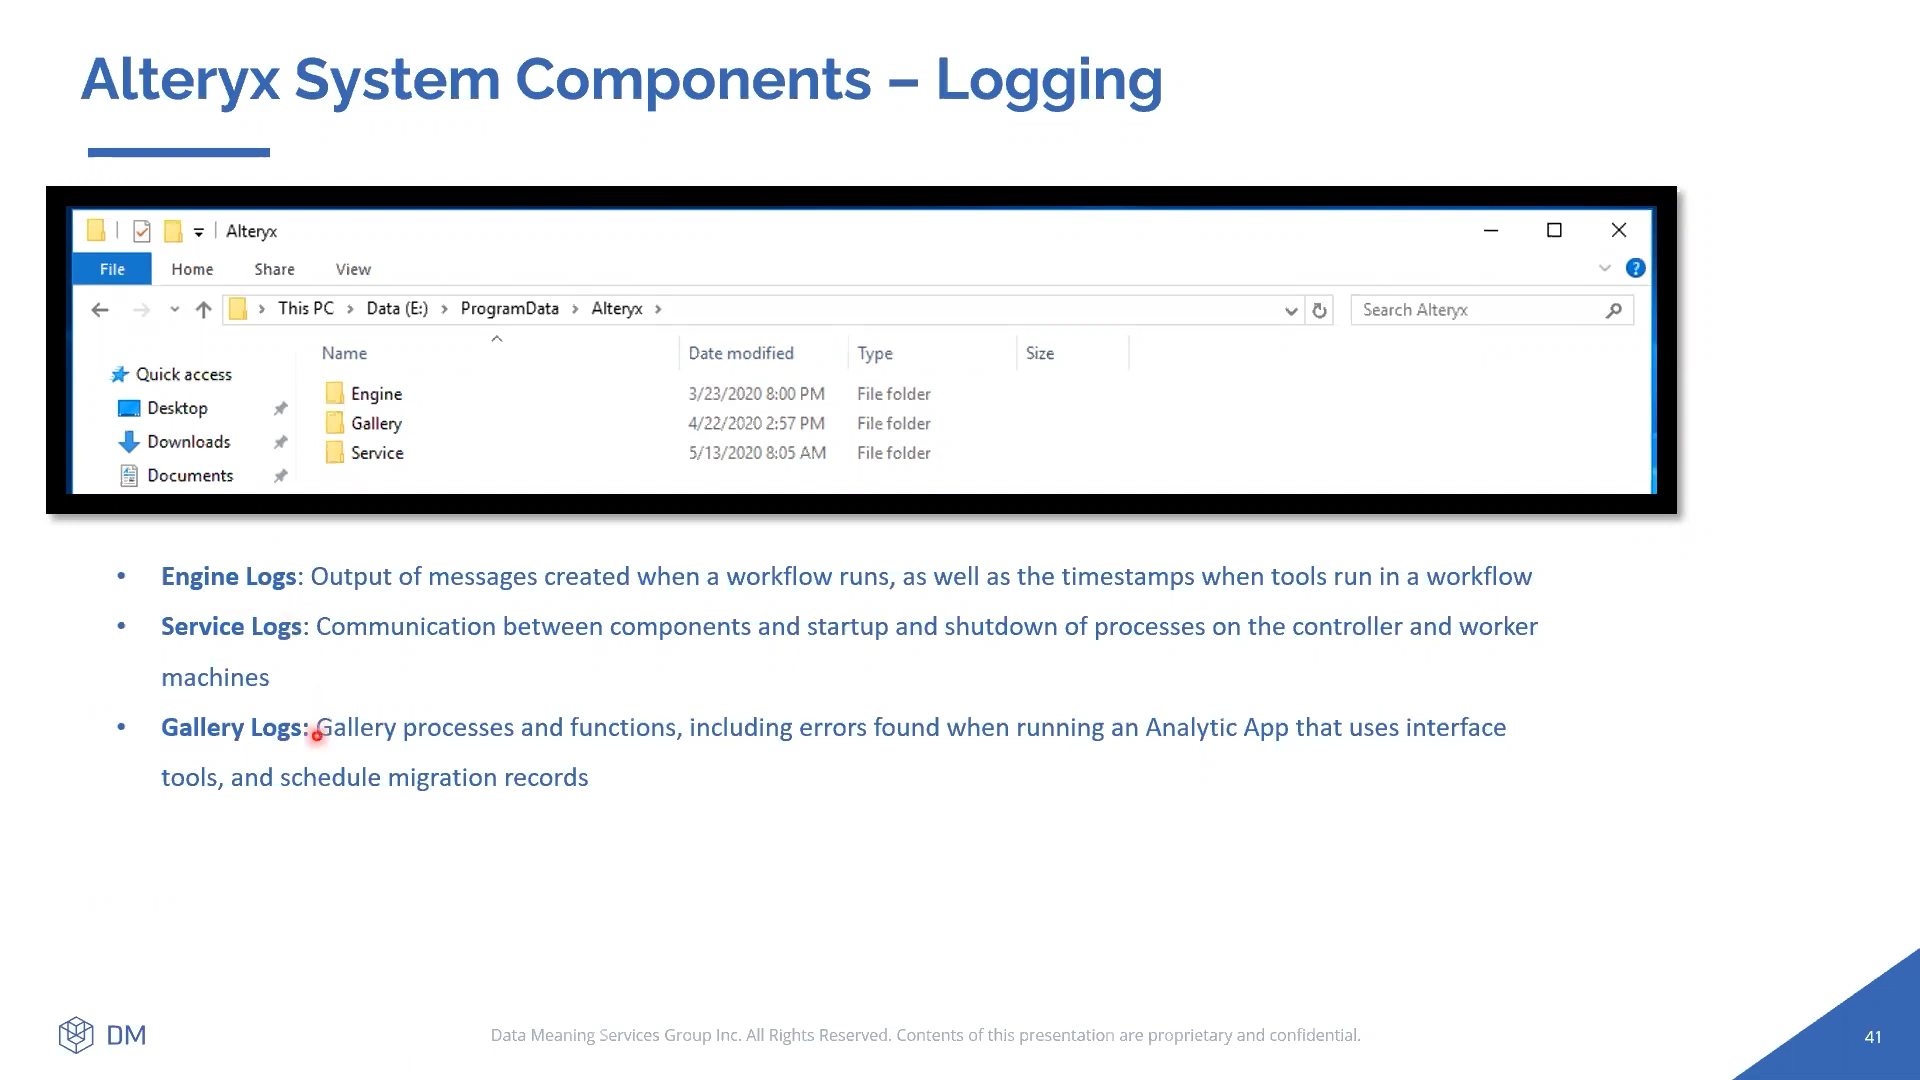 Alteryx System Components – Logging
Alteryx
File Home Share View
This PC > Data (E:) > ProgramData > Alteryx >
Search Alteryx
Name Date modified Type Size
Quick access
Desktop
Downloads
Documents
Engine 3/23/2020 8:00 PM File folder
Gallery 4/22/2020 2:57 PM File folder
Service 5/13/2020 8:05 AM File folder
• Engine Logs: Output of messages created when a workflow runs, as well as the timestamps when tools run in a workflow
• Service Logs: Communication between components and startup and shutdown of processes on the controller and worker
machines
• Gallery Logs: Gallery processes and functions, including errors found when running an Analytic App that uses interface
tools, and schedule migration records
DM
Data Meaning Services Group Inc. All Rights Reserved. Contents of this presentation are proprietary and confidential.
41